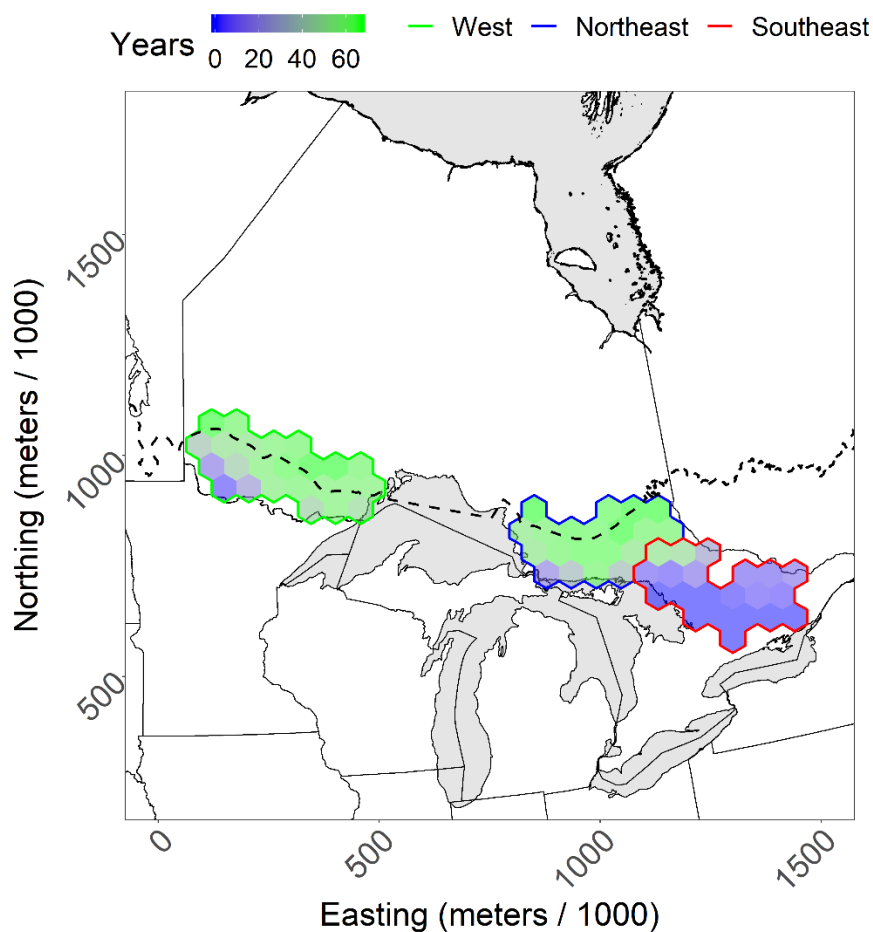 Years
0 20 40 60
West Northeast Southeast
1500
1000
500
Northing (meters / 1000)
0 500 1000 1500
Easting (meters / 1000)